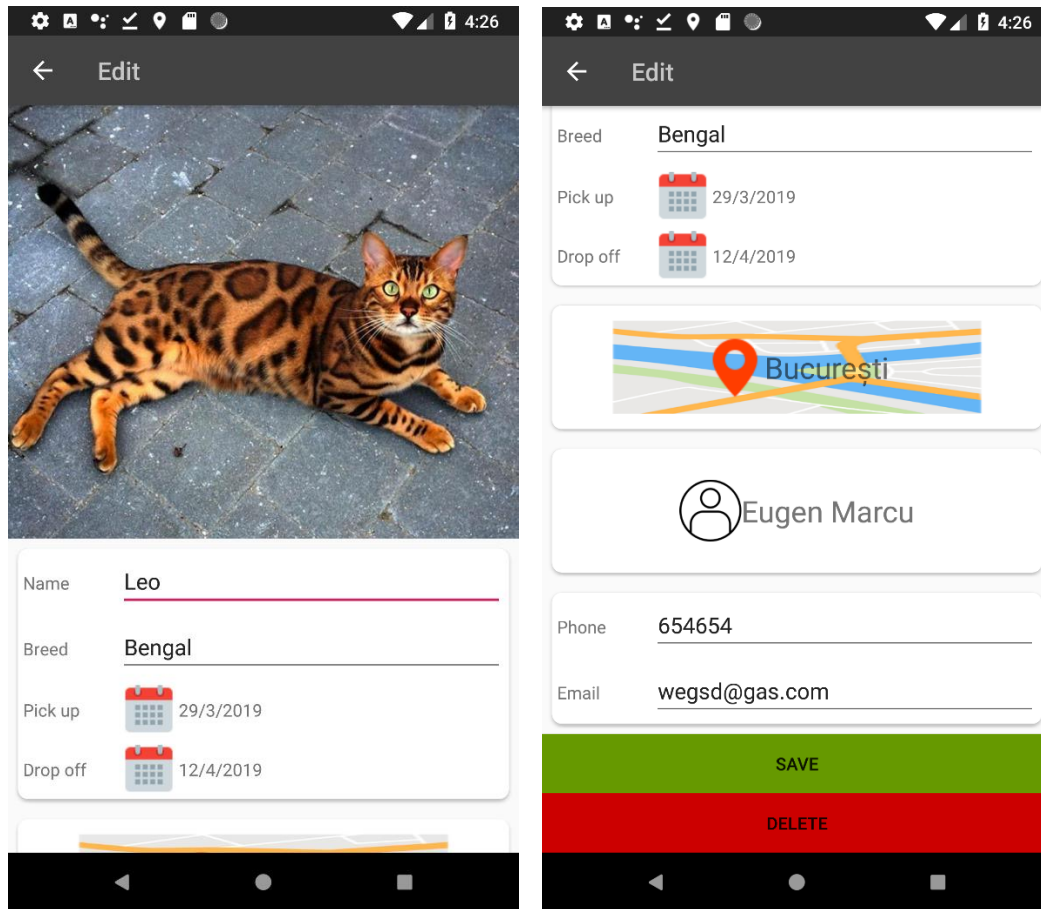 4:26
Edit
Name Leo
Breed Bengal
Pick up 29/3/2019
Drop off 12/4/2019
4:26
Edit
Breed Bengal
Pick up 29/3/2019
Drop off 12/4/2019
București
Eugen Marcu
Phone 654654
Email wegsd@gas.com
SAVE
DELETE